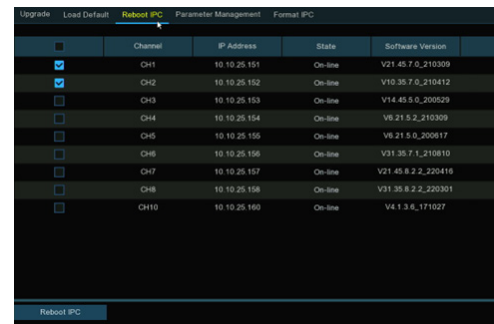 Upgrade Load Default Reboot IPC Parameter Management Format IPC
Channel IP Address State Software Version
CH1 10.10.25.151 On-line V21.45.7.0_210309
CH2 10.10.25.152 On-line V10.35.7.0_210412
CH3 10.10.25.153 On-line V14.45.5.0_200529
CH4 10.10.25.154 On-line V6.21.5.2_210309
CH5 10.10.25.155 On-line V6.21.5.0_200617
CH6 10.10.25.156 On-line V31.35.7.1_210810
CH7 10.10.25.157 On-line V21.45.8.2.2_220416
CH8 10.10.25.158 On-line V31.35.8.2.2_220301
CH10 10.10.25.160 On-line V4.1.3.6_171027
Reboot IPC